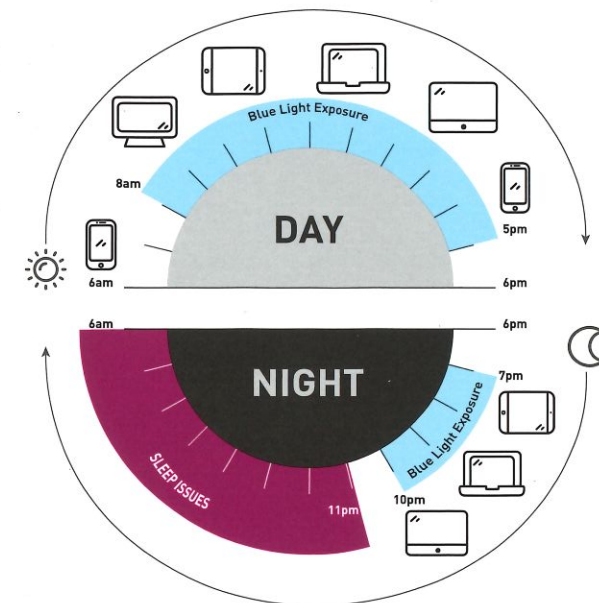 Blue Light Exposure
8am
DAY
5pm
6am
6pm
6am
6pm
NIGHT
7pm
Blue Light Exposure
SLEEP ISSUES
11pm
10pm